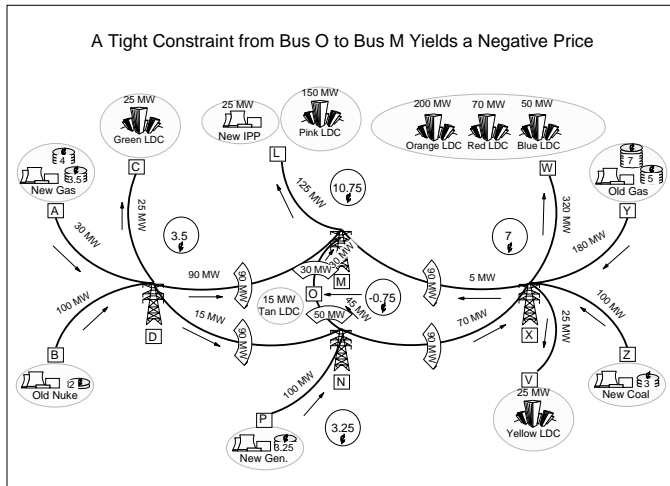 A Tight Constraint from Bus O to Bus M Yields a Negative Price
25 MW
Green LDC
25 MW
New IPP
150 MW
Pink LDC
200 MW
70 MW
50 MW
Orange LDC
Red LDC
Blue LDC
4
3.5
New Gas
7
5
Old Gas
C
L
W
A
Y
30 MW
25 MW
125 MW
10.75
¢
320 MW
180 MW
3.5
¢
7
¢
90 MW
90 MW
30 MW
30 MW
M
90 MW
5 MW
D
100 MW
15 MW
15 MW
Tan LDC
O
-0.75
¢
45 MW
50 MW
90 MW
70 MW
90 MW
X
25 MW
100 MW
B
N
V
Z
100 MW
P
3.25
¢
25 MW
Yellow LDC
3
New Coal
Old Nuke
3.25
New Gen.